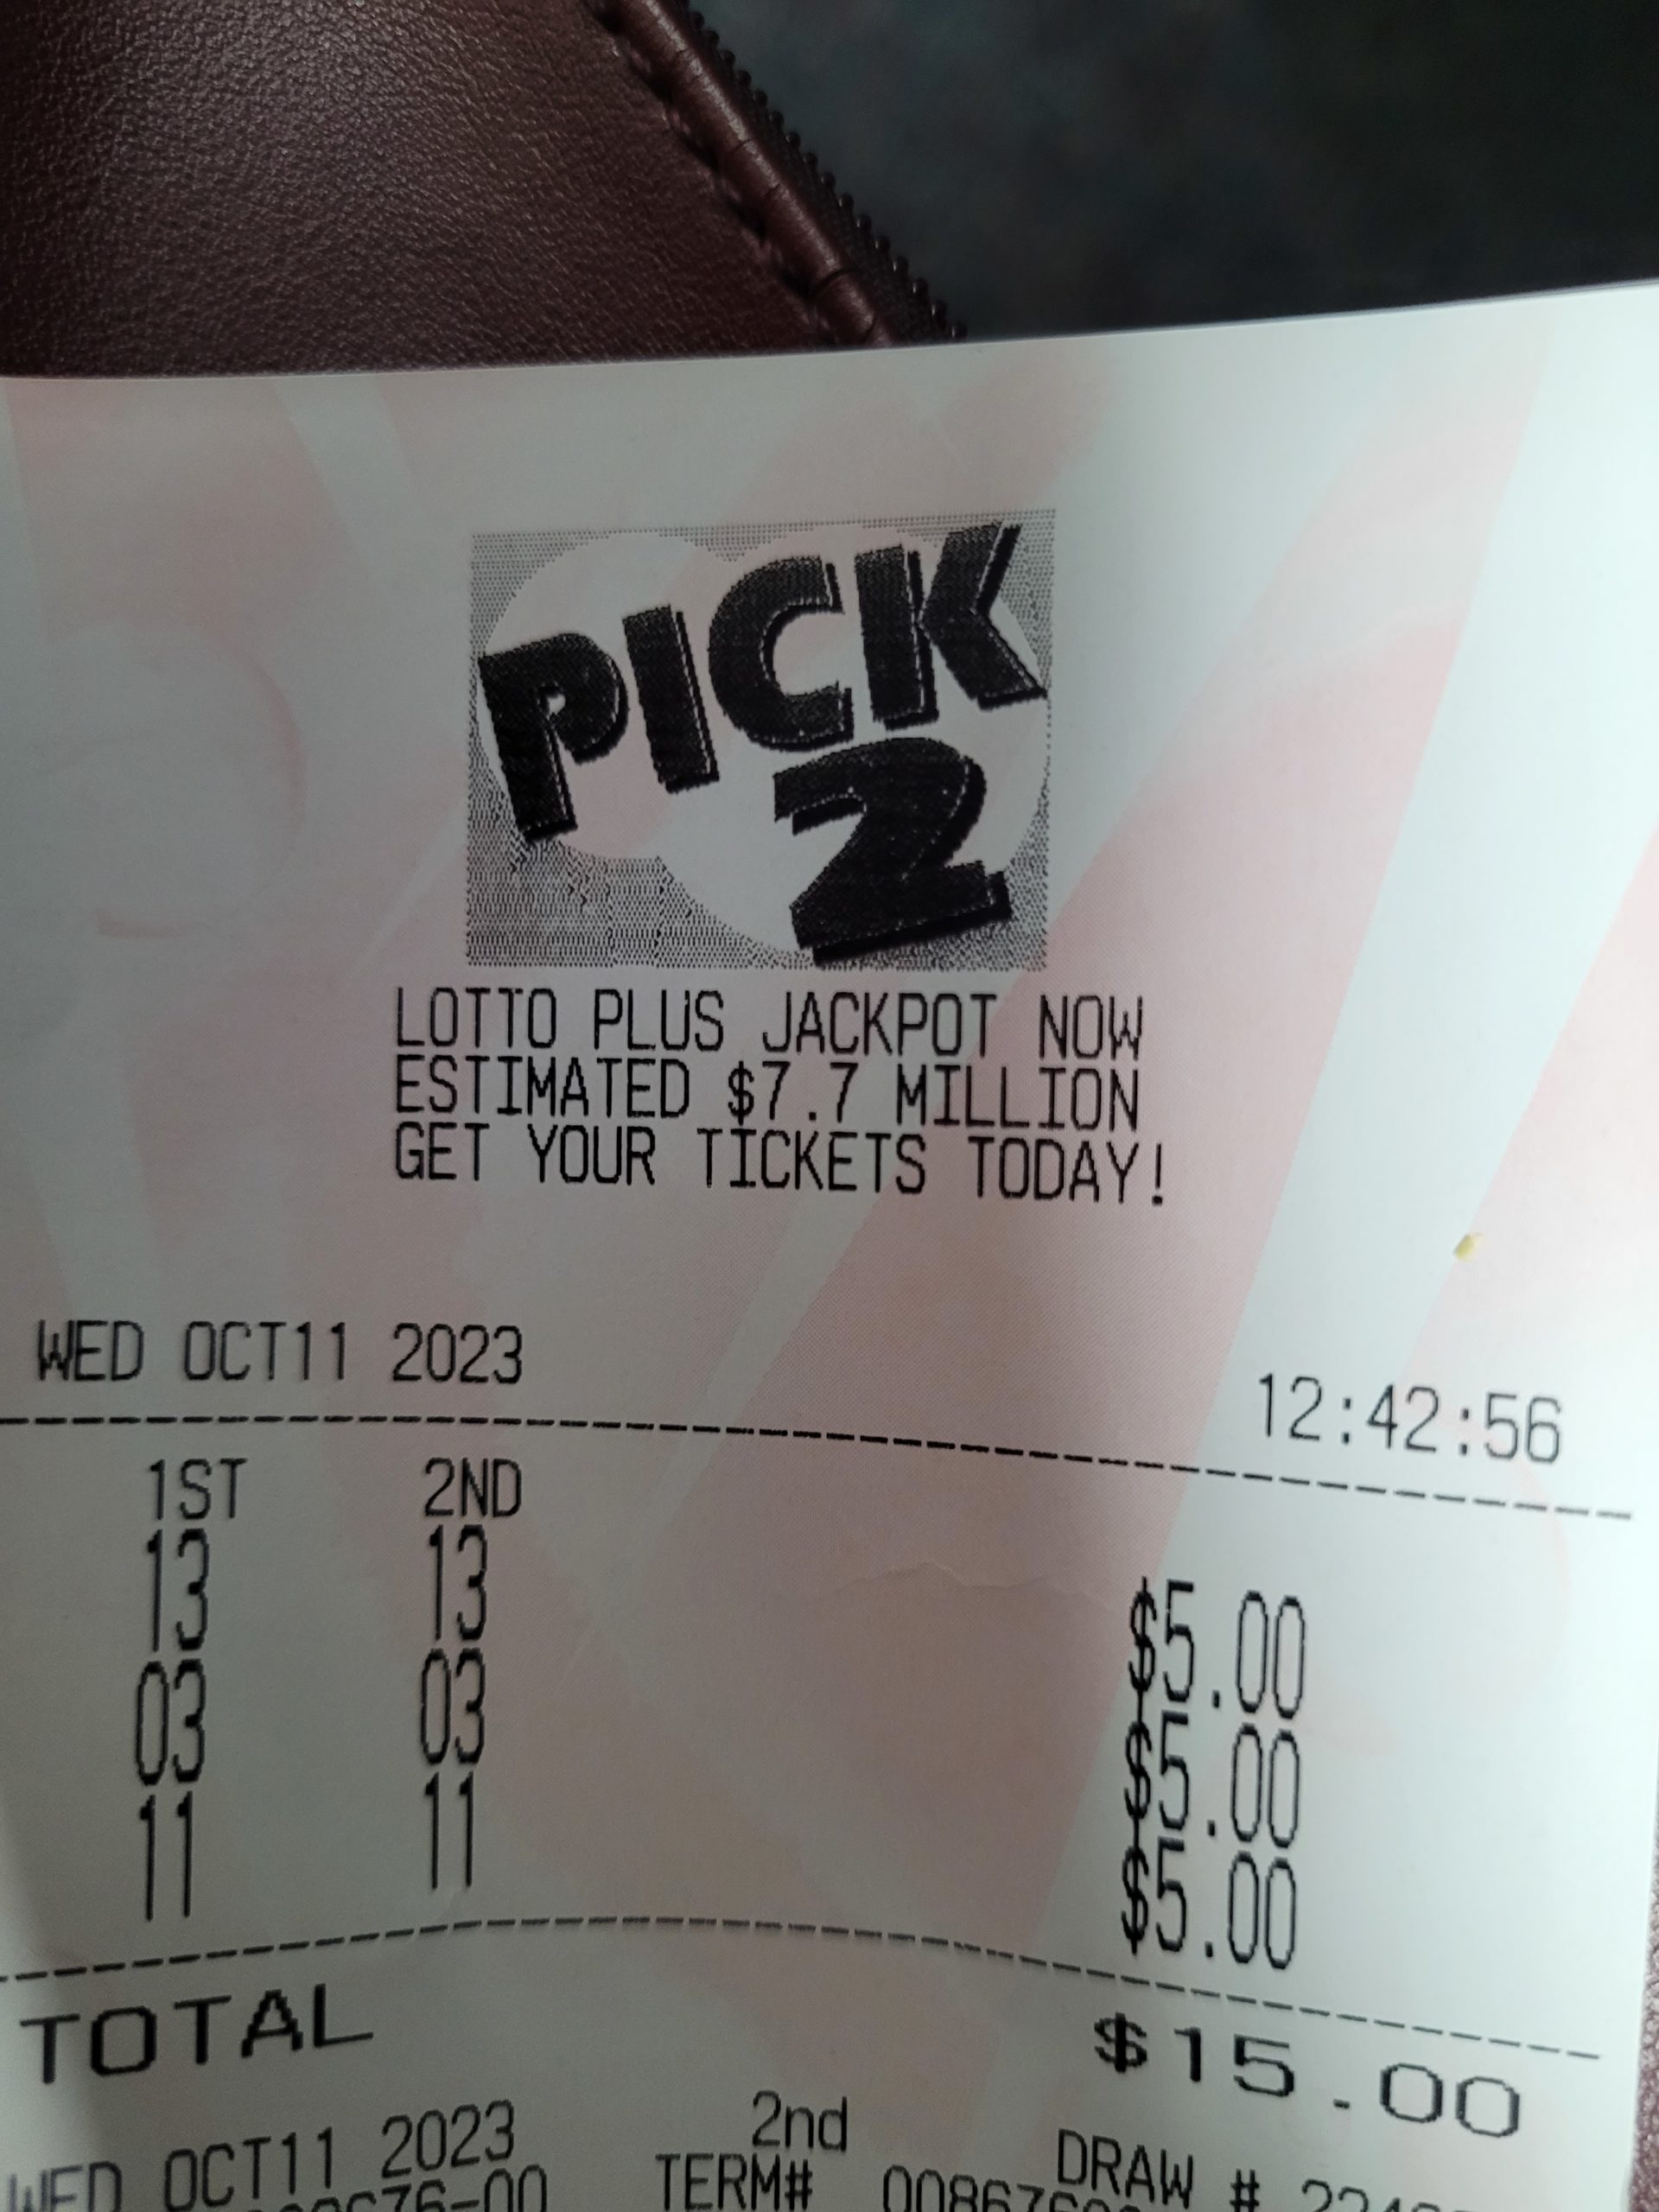 PICK
2
LOTTO PLUS JACKPOT NOW
ESTIMATED $7.7 MILLION
GET YOUR TICKETS TODAY!
WED OCT11 2023 12:42:56
1ST 2ND
13 13 $5.00
03 03 $5.00
11 11 $5.00
TOTAL $15.00
WED OCT11 2023 2nd DRAW #
TERM#